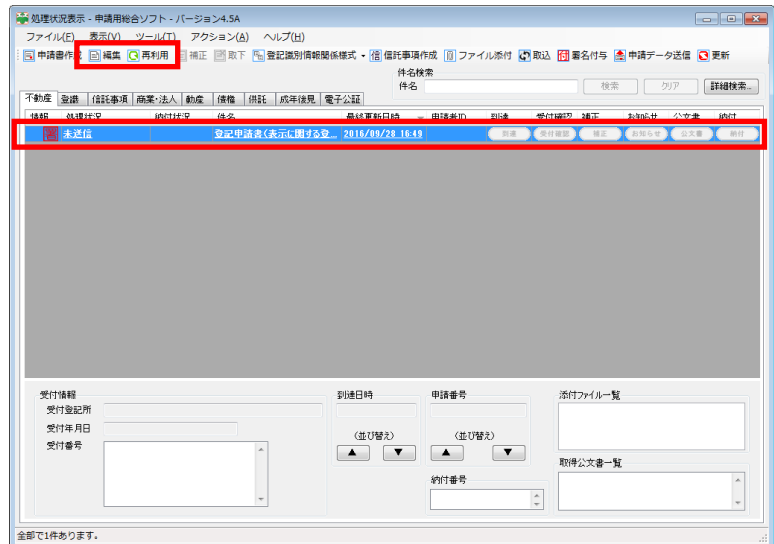 処理状況表示 - 申請用総合ソフト - バージョン4.5A
ファイル(F) 表示(V) ツール(T) アクション(A) ヘルプ(H)
申請書作成 編集 再利用 補正 取下 登記識別情報関係様式 信託事項作成 ファイル添付 取込 署名付与 申請データ送信 更新
件名検索
件名 検索 クリア 詳細検索...
不動産 登識 信託事項 商業・法人 動産 債権 供託 成年後見 電子公証
情報 処理状況 納付状況 件名 最終更新日時 申請者ID 到達 受付確認 補正 お知らせ 公文書 納付
未送信 登記申請書(表示に関する登... 2016/09/28 16:49 到達 受付確認 補正 お知らせ 公文書 納付
受付情報 到達日時 申請番号 添付ファイル一覧
受付登記所
受付年月日
(並び替え) (並び替え)
受付番号
▲ ▼ ▲ ▼
取得公文書一覧
納付番号
全部で1件あります。